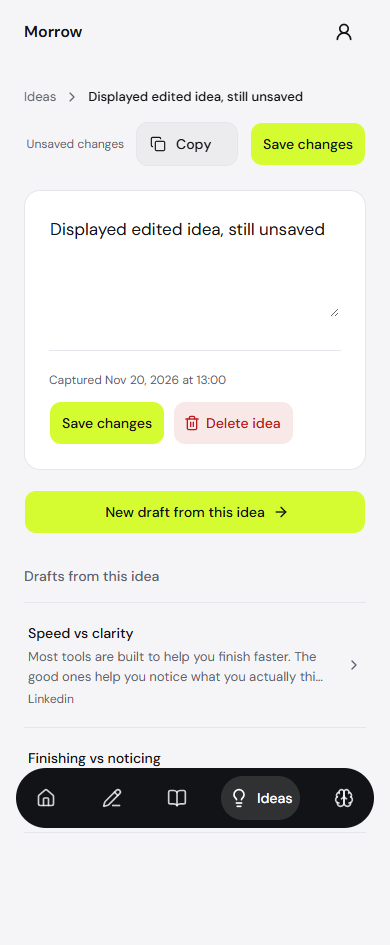 Morrow
Ideas
Displayed edited idea, still unsaved
Unsaved changes
Copy
Save changes
Displayed edited idea, still unsaved
Captured Nov 20, 2026 at 13:00
Save changes
Delete idea
New draft from this idea
Drafts from this idea
Speed vs clarity
Most tools are built to help you finish faster. The
good ones help you notice what you actually thi...
Linkedin
Finishing vs noticing
Ideas